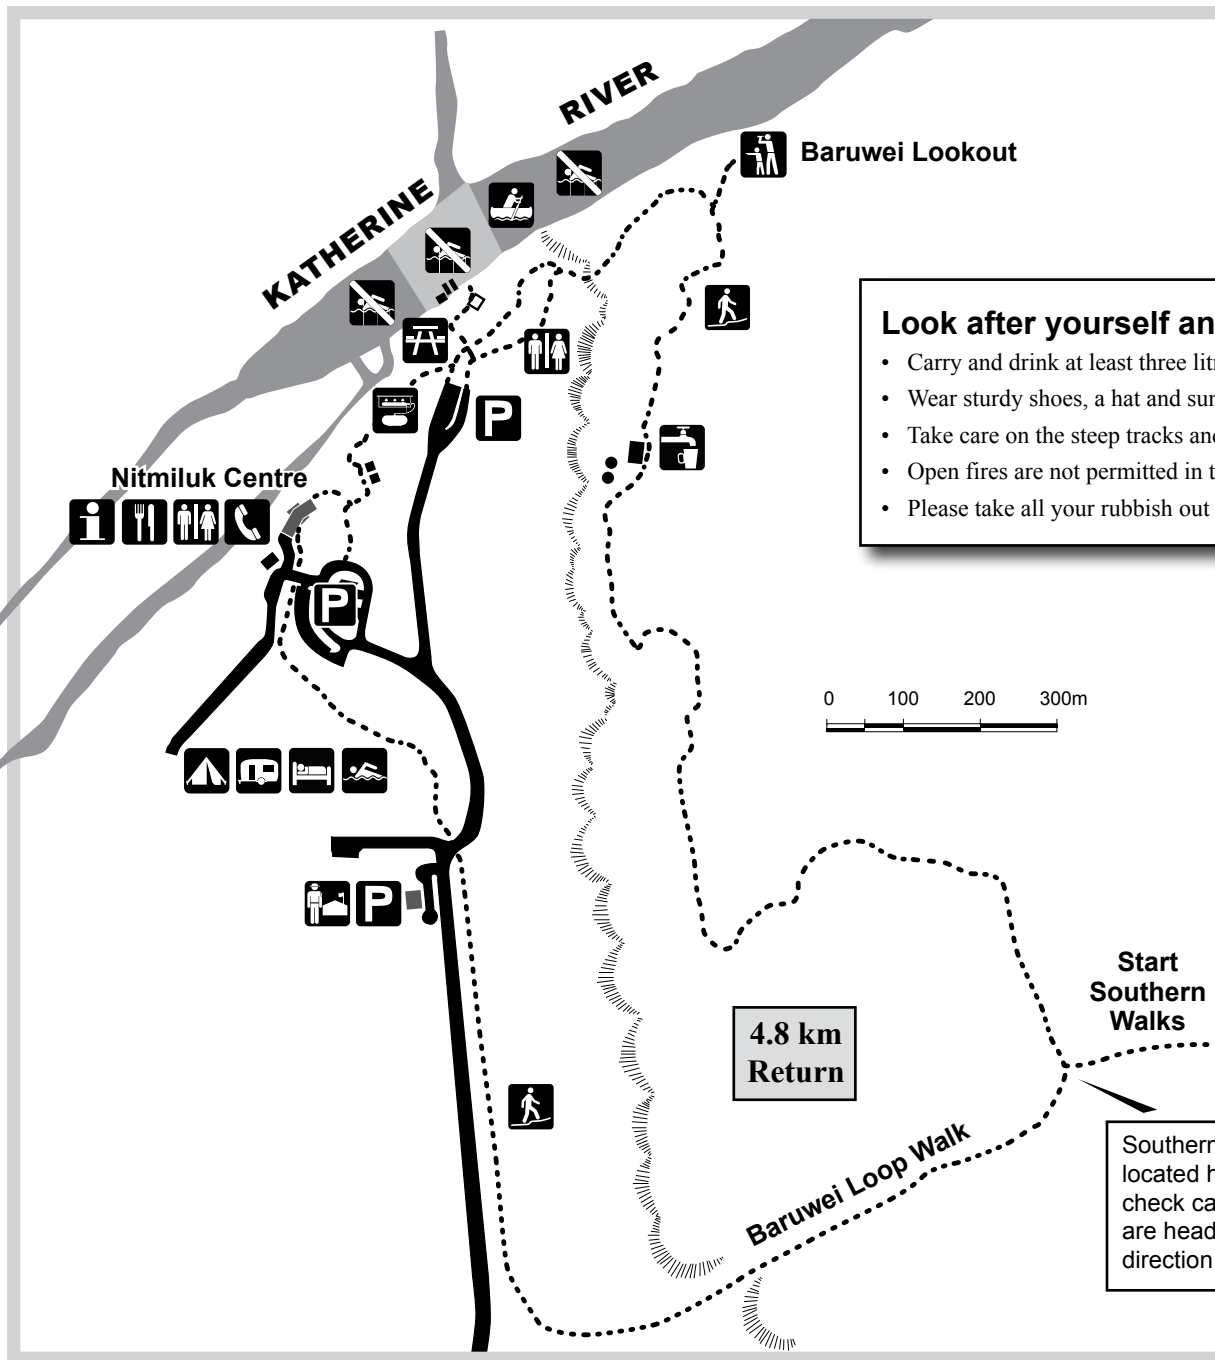 KATHERINE
RIVER
Baruwei Lookout
Look after yourself an
• Carry and drink at least three lit
• Wear sturdy shoes, a hat and sun
• Take care on the steep tracks and
• Open fires are not permitted in t
• Please take all your rubbish out
P
Nitmiluk Centre
i
P
0 100 200 300m
P
Start
Southern
Walks
4.8 km
Return
Baruwei Loop Walk
Southern
located h
check ca
are head
direction